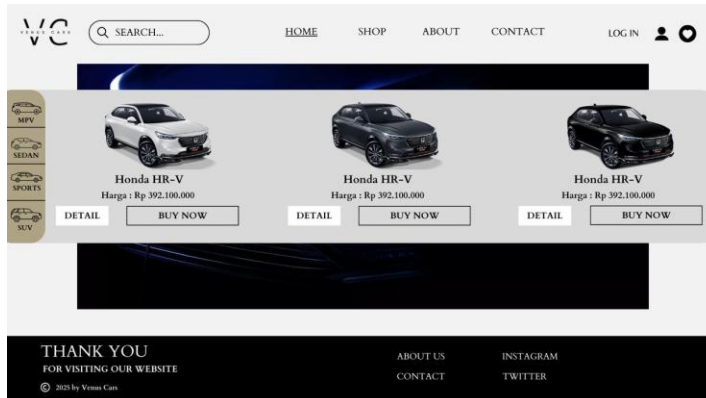 VC
VENUS CARS
SEARCH...
HOME SHOP ABOUT CONTACT LOG IN
MPV
SEDAN
SPORTS
SUV
Honda HR-V
Harga : Rp 392.100.000
DETAIL BUY NOW
Honda HR-V
Harga : Rp 392.100.000
DETAIL BUY NOW
Honda HR-V
Harga : Rp 392.100.000
DETAIL BUY NOW
THANK YOU
FOR VISITING OUR WEBSITE
© 2025 by Venus Cars
ABOUT US
CONTACT
INSTAGRAM
TWITTER